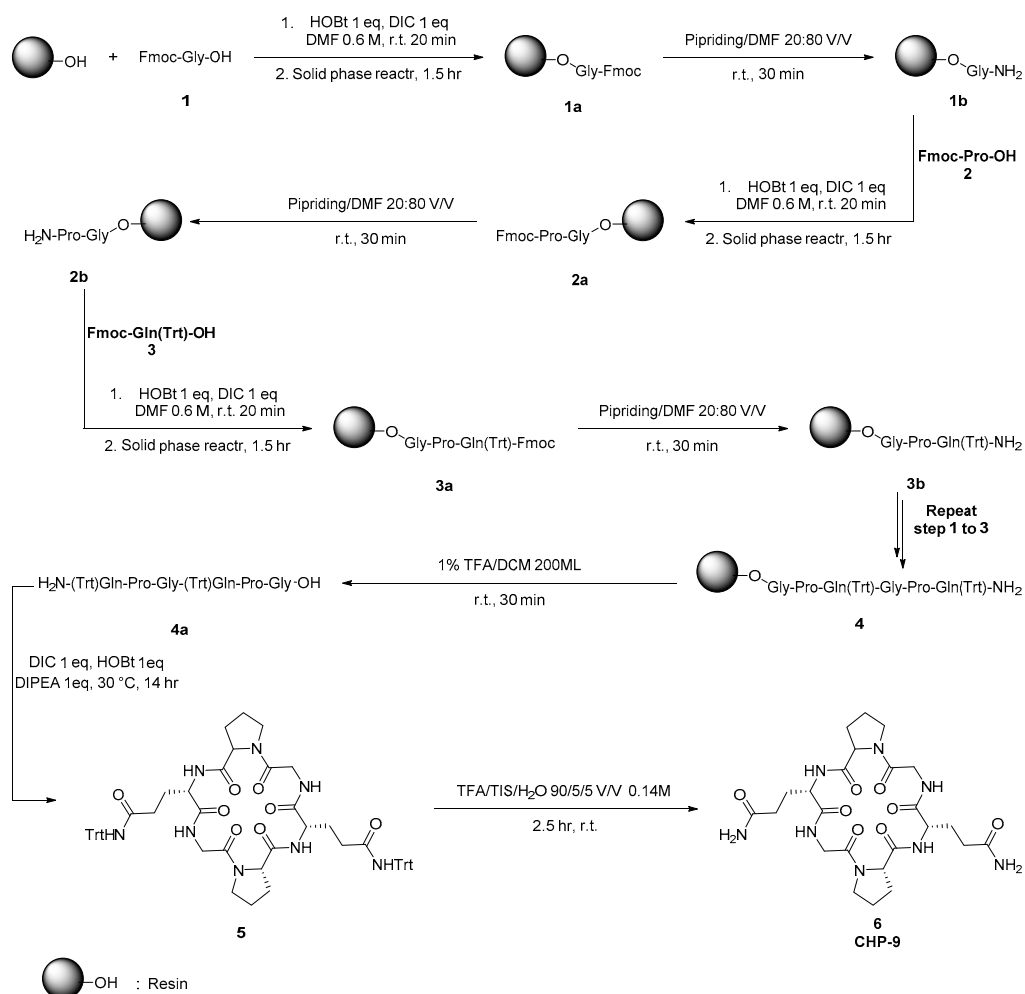 OH
+
Fmoc-Gly-OH
1
1. HOBt 1 eq, DIC 1 eq
DMF 0.6 M, r.t. 20 min
2. Solid phase reactr, 1.5 hr
O
Gly-Fmoc
1a
Pipriding/DMF 20:80 V/V
r.t., 30 min
O
Gly-NH2
1b
Fmoc-Pro-OH
2
1. HOBt 1 eq, DIC 1 eq
DMF 0.6 M, r.t. 20 min
2. Solid phase reactr, 1.5 hr
Fmoc-Pro-Gly
O
2a
Pipriding/DMF 20:80 V/V
r.t., 30 min
H2N-Pro-Gly
O
2b
Fmoc-Gln(Trt)-OH
3
1. HOBt 1 eq, DIC 1 eq
DMF 0.6 M, r.t. 20 min
2. Solid phase reactr, 1.5 hr
O
Gly-Pro-Gln(Trt)-Fmoc
3a
Pipriding/DMF 20:80 V/V
r.t., 30 min
O
Gly-Pro-Gln(Trt)-NH2
3b
Repeat
step 1 to 3
O
Gly-Pro-Gln(Trt)-Gly-Pro-Gln(Trt)-NH2
4
1% TFA/DCM 200ML
r.t., 30 min
H2N-(Trt)Gln-Pro-Gly-(Trt)Gln-Pro-Gly-OH
4a
DIC 1 eq, HOBt 1eq
DIPEA 1eq, 30 °C, 14 hr
N
HN
O
O
NH
O
O
O
TrtHN
HN
O
O
NH
O
N
NHTrt
5
TFA/TIS/H2O 90/5/5 V/V 0.14M
2.5 hr, r.t.
N
HN
O
O
NH
O
O
O
H2N
HN
O
O
NH
O
N
NH2
6
CHP-9
OH
: Resin